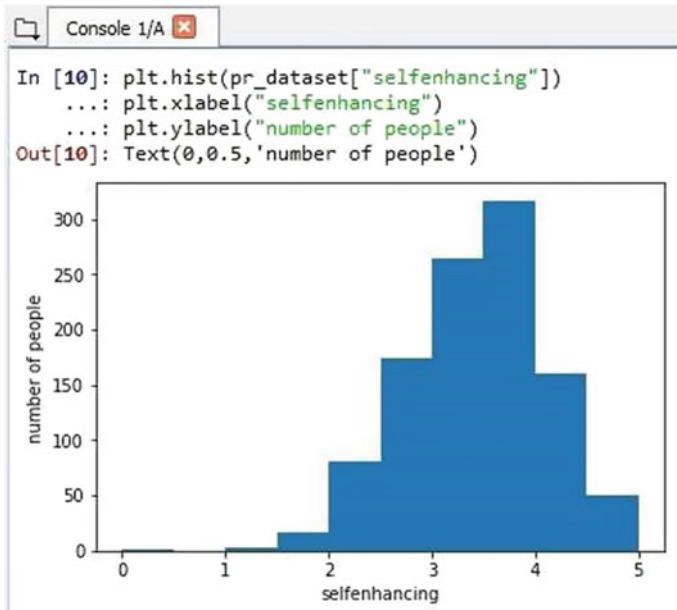 Console 1/A
In [10]: plt.hist(pr_dataset["selfenhancing"])
...: plt.xlabel("selfenhancing")
...: plt.ylabel("number of people")
Out[10]: Text(0,0.5,'number of people')
300
250
200
150
100
50
0
number of people
0 1 2 3 4 5
selfenhancing